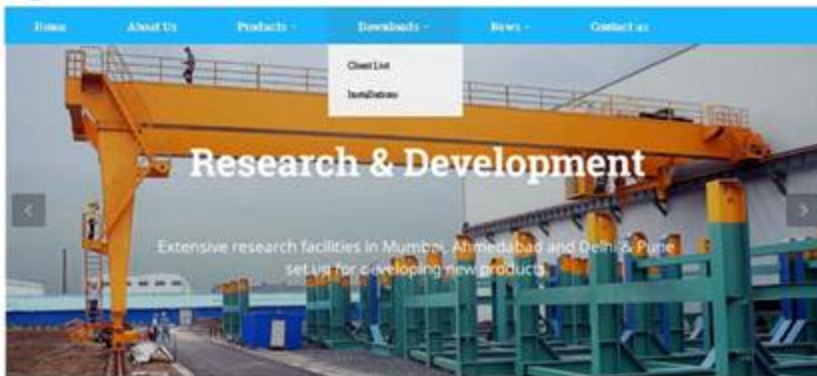 Home About Us Products Downloads News Contact us
Client List
Installations
Research & Development
Extensive research facilities in Mumbai, Ahmedabad and Delhi & Pune
set up for developing new products.